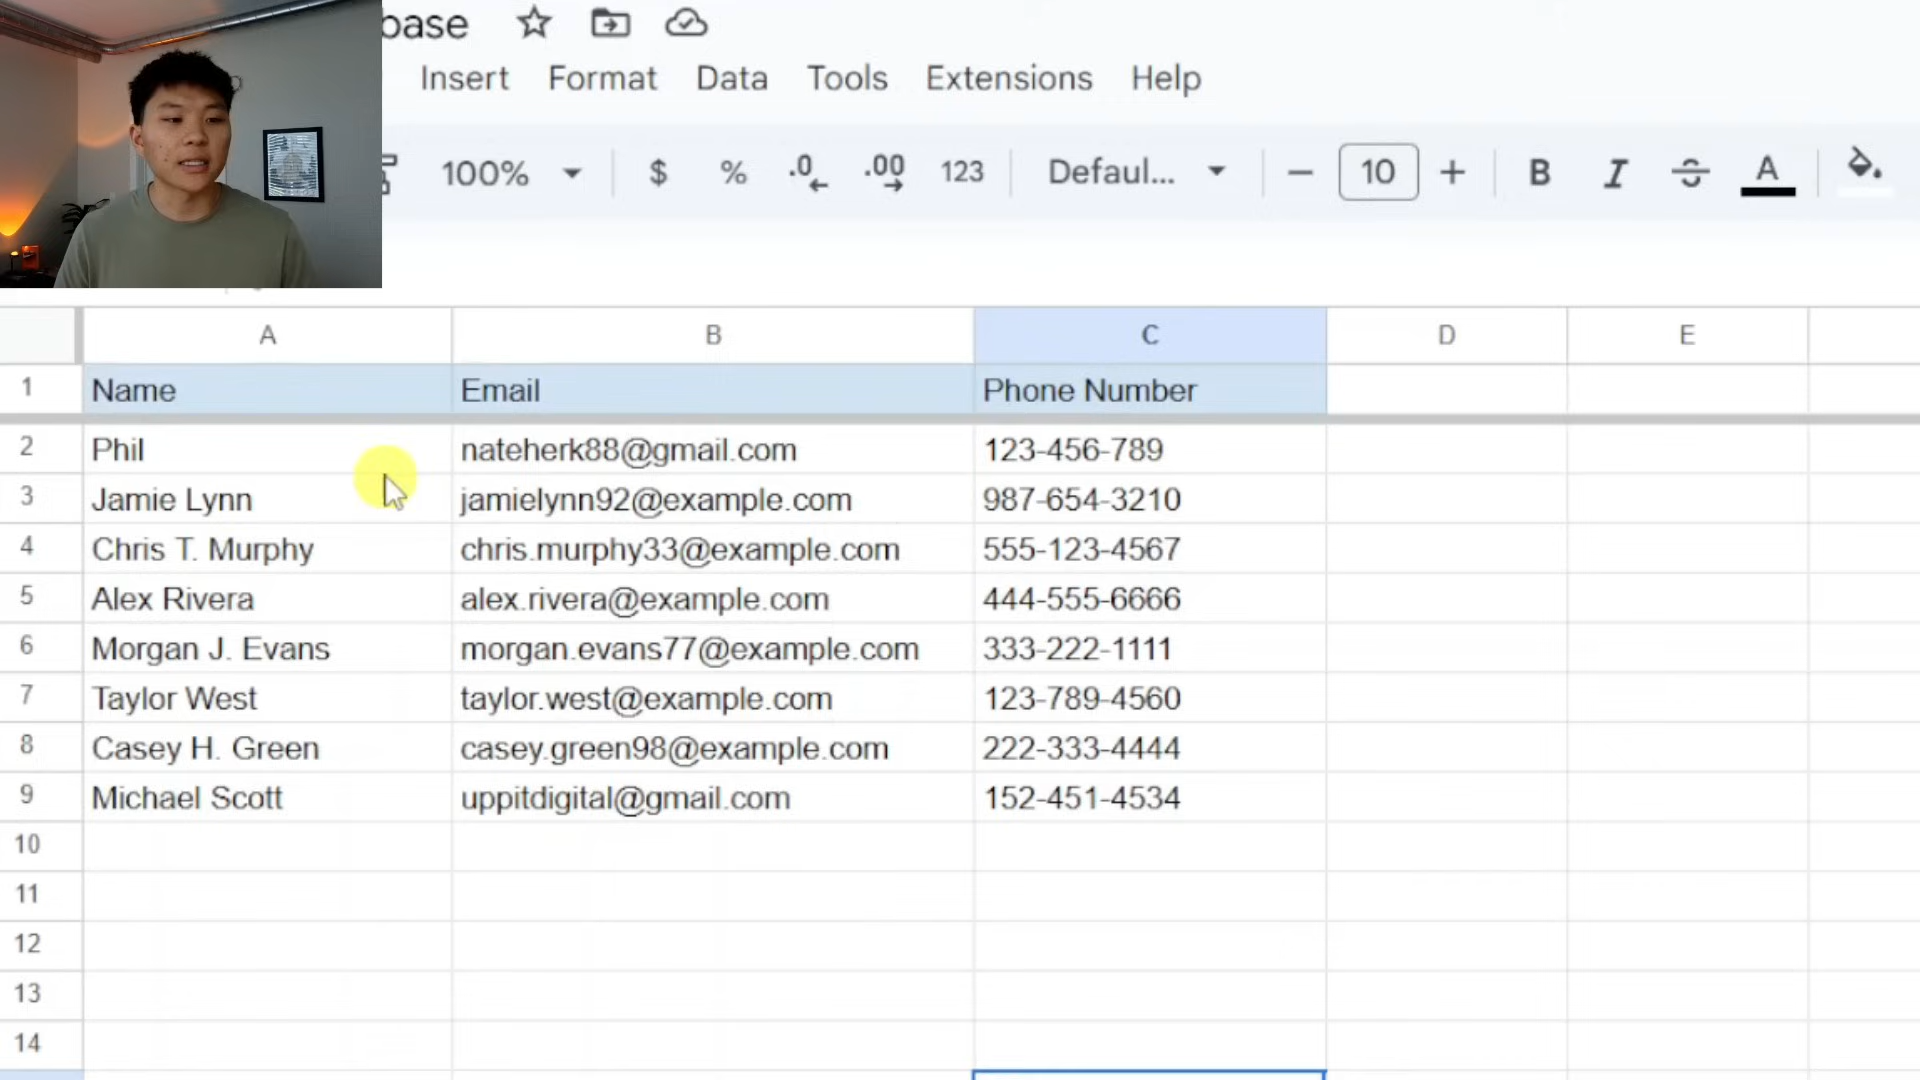 base
Insert Format Data Tools Extensions Help
100% $ % .0 .00 123 Defaul... 10 B I S A
A B C D E
1 Name Email Phone Number
2 Phil nateherk88@gmail.com 123-456-789
3 Jamie Lynn jamielynn92@example.com 987-654-3210
4 Chris T. Murphy chris.murphy33@example.com 555-123-4567
5 Alex Rivera alex.rivera@example.com 444-555-6666
6 Morgan J. Evans morgan.evans77@example.com 333-222-1111
7 Taylor West taylor.west@example.com 123-789-4560
8 Casey H. Green casey.green98@example.com 222-333-4444
9 Michael Scott uppitdigital@gmail.com 152-451-4534
10
11
12
13
14